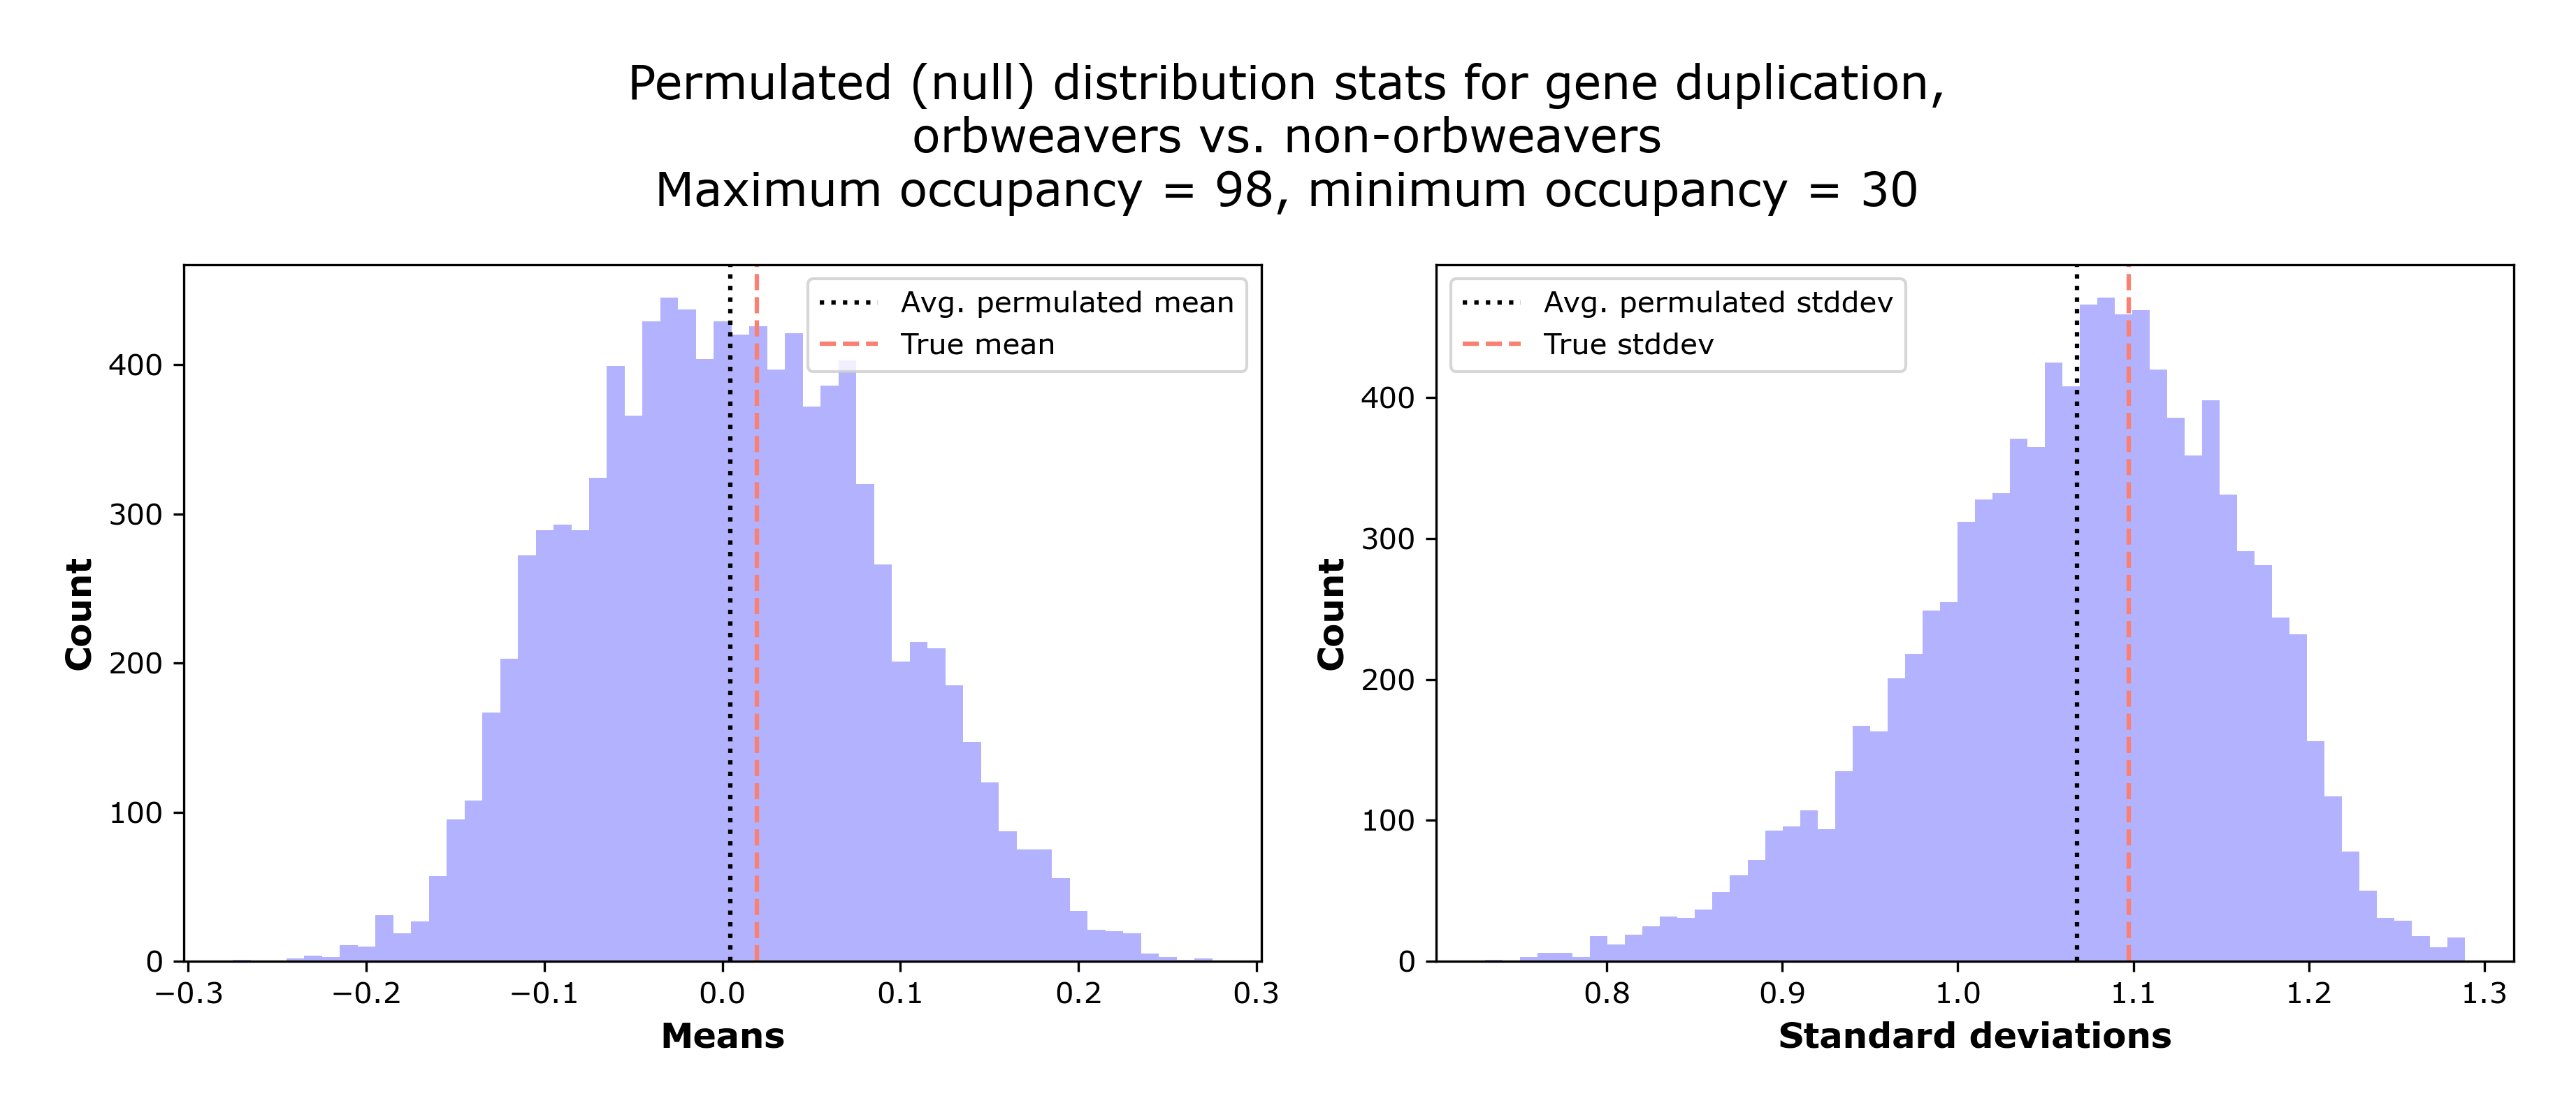 Permulated (null) distribution stats for gene duplication,
orbweavers vs. non-orbweavers
Maximum occupancy = 98, minimum occupancy = 30
Avg. permulated mean
True mean
Count
400
300
200
100
0
−0.3 −0.2 −0.1 0.0 0.1 0.2 0.3
Means
Avg. permulated stddev
True stddev
Count
400
300
200
100
0
0.8 0.9 1.0 1.1 1.2 1.3
Standard deviations